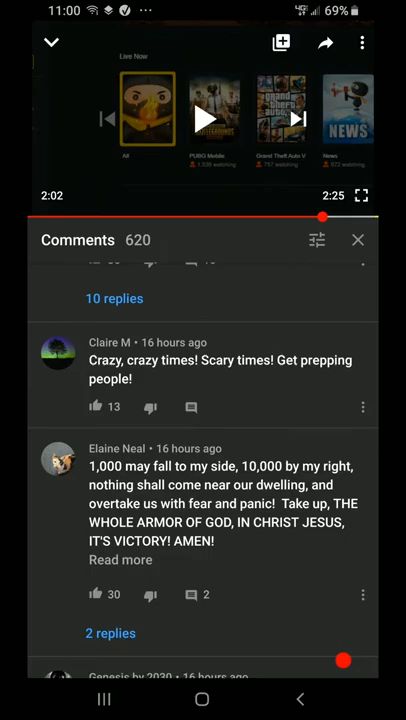 11:00
69%
Live Now
All
PUBG Mobile
Grand Theft Auto V
News
1,538 watching
757 watching
972 watching
2:02
2:25
Comments 620
10 replies
Claire M • 16 hours ago
Crazy, crazy times! Scary times! Get prepping
people!
13
Elaine Neal • 16 hours ago
1,000 may fall to my side, 10,000 by my right,
nothing shall come near our dwelling, and
overtake us with fear and panic! Take up, THE
WHOLE ARMOR OF GOD, IN CHRIST JESUS,
IT'S VICTORY! AMEN!
Read more
30
2
2 replies
Genesis by 2030 • 16 hours ago